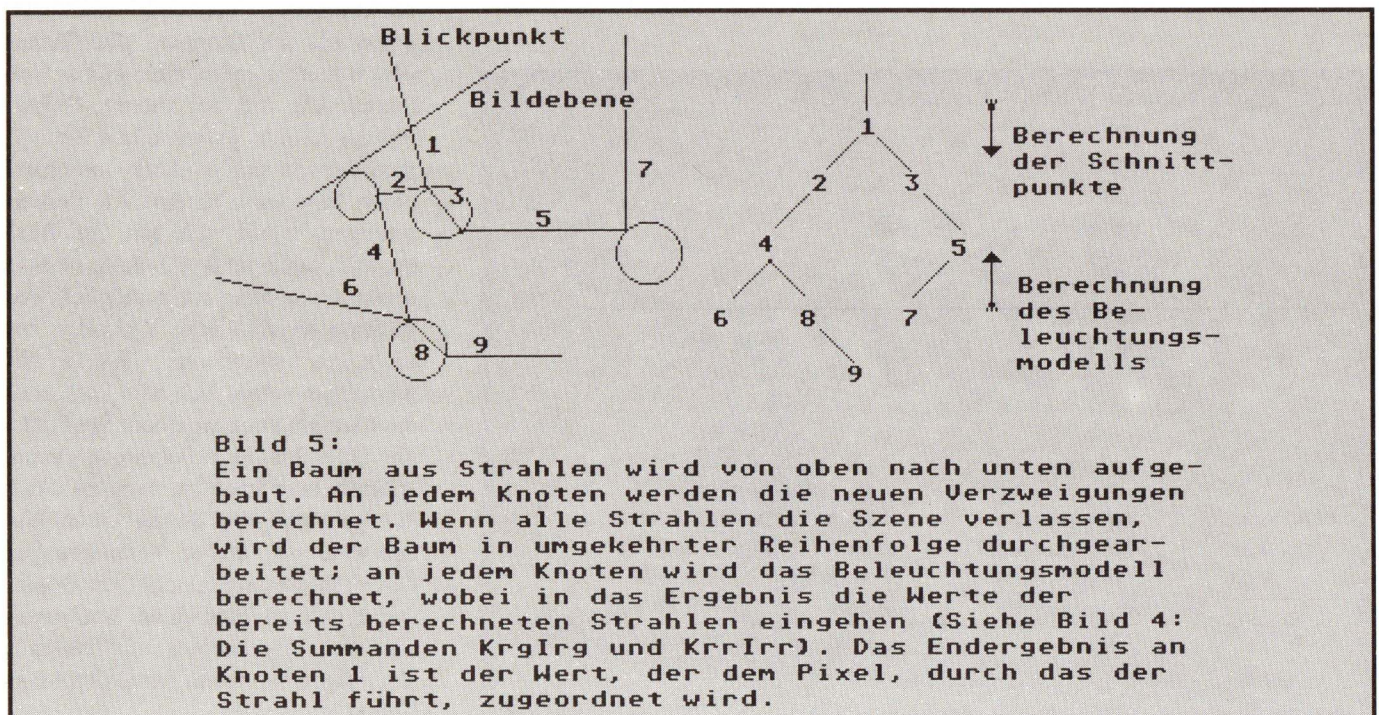 Blickpunkt
Bildebene
1
2
3
7
5
4
6
8
9
1
2
3
4
5
6
8
7
9
Berechnung
der Schnitt-
punkte
Berechnung
des Be-
leuchtungs-
modells
Bild 5:
Ein Baum aus Strahlen wird von oben nach unten aufge-
baut. An jedem Knoten werden die neuen Verzweigungen
berechnet. Wenn alle Strahlen die Szene verlassen,
wird der Baum in umgekehrter Reihenfolge durchgear-
beitet; an jedem Knoten wird das Beleuchtungsmodell
berechnet, wobei in das Ergebnis die Werte der
bereits berechneten Strahlen eingehen (Siehe Bild 4:
Die Summanden KrgIrg und KrrIrr). Das Endergebnis an
Knoten 1 ist der Wert, der dem Pixel, durch das der
Strahl führt, zugeordnet wird.